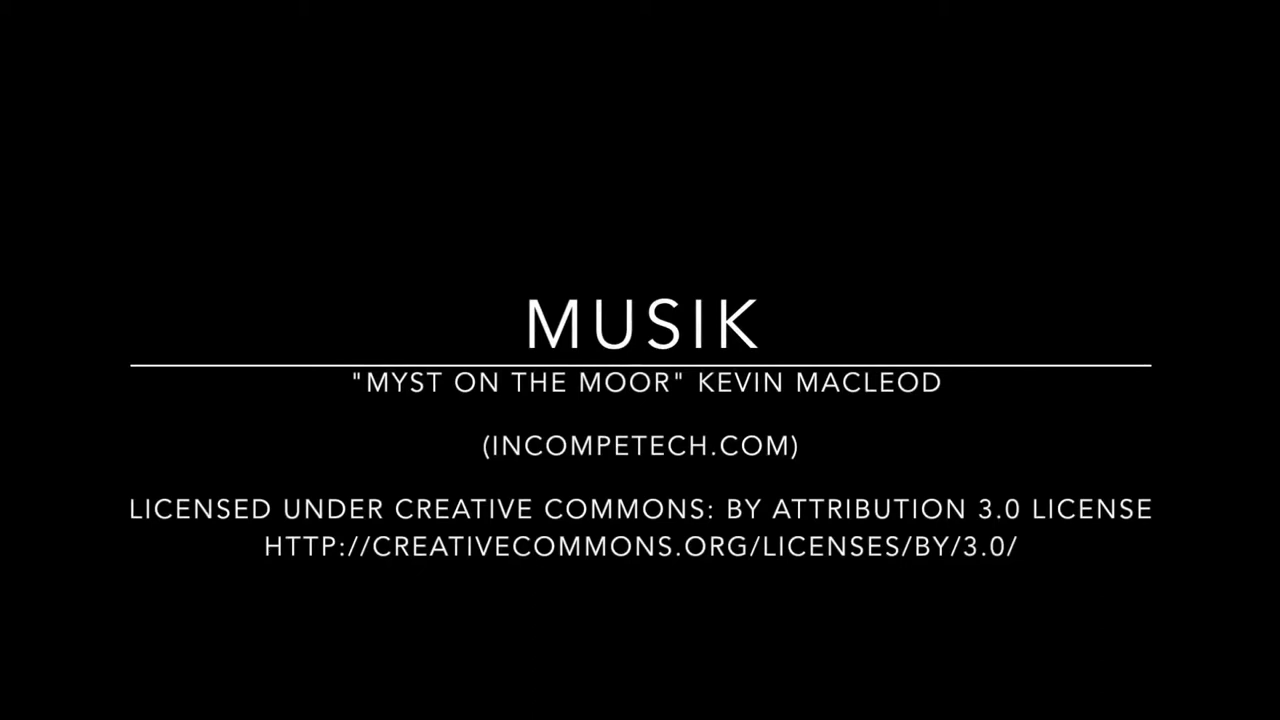 MUSIK
"MYST ON THE MOOR" KEVIN MACLEOD
(INCOMPETECH.COM)
LICENSED UNDER CREATIVE COMMONS: BY ATTRIBUTION 3.0 LICENSE
HTTP://CREATIVECOMMONS.ORG/LICENSES/BY/3.0/